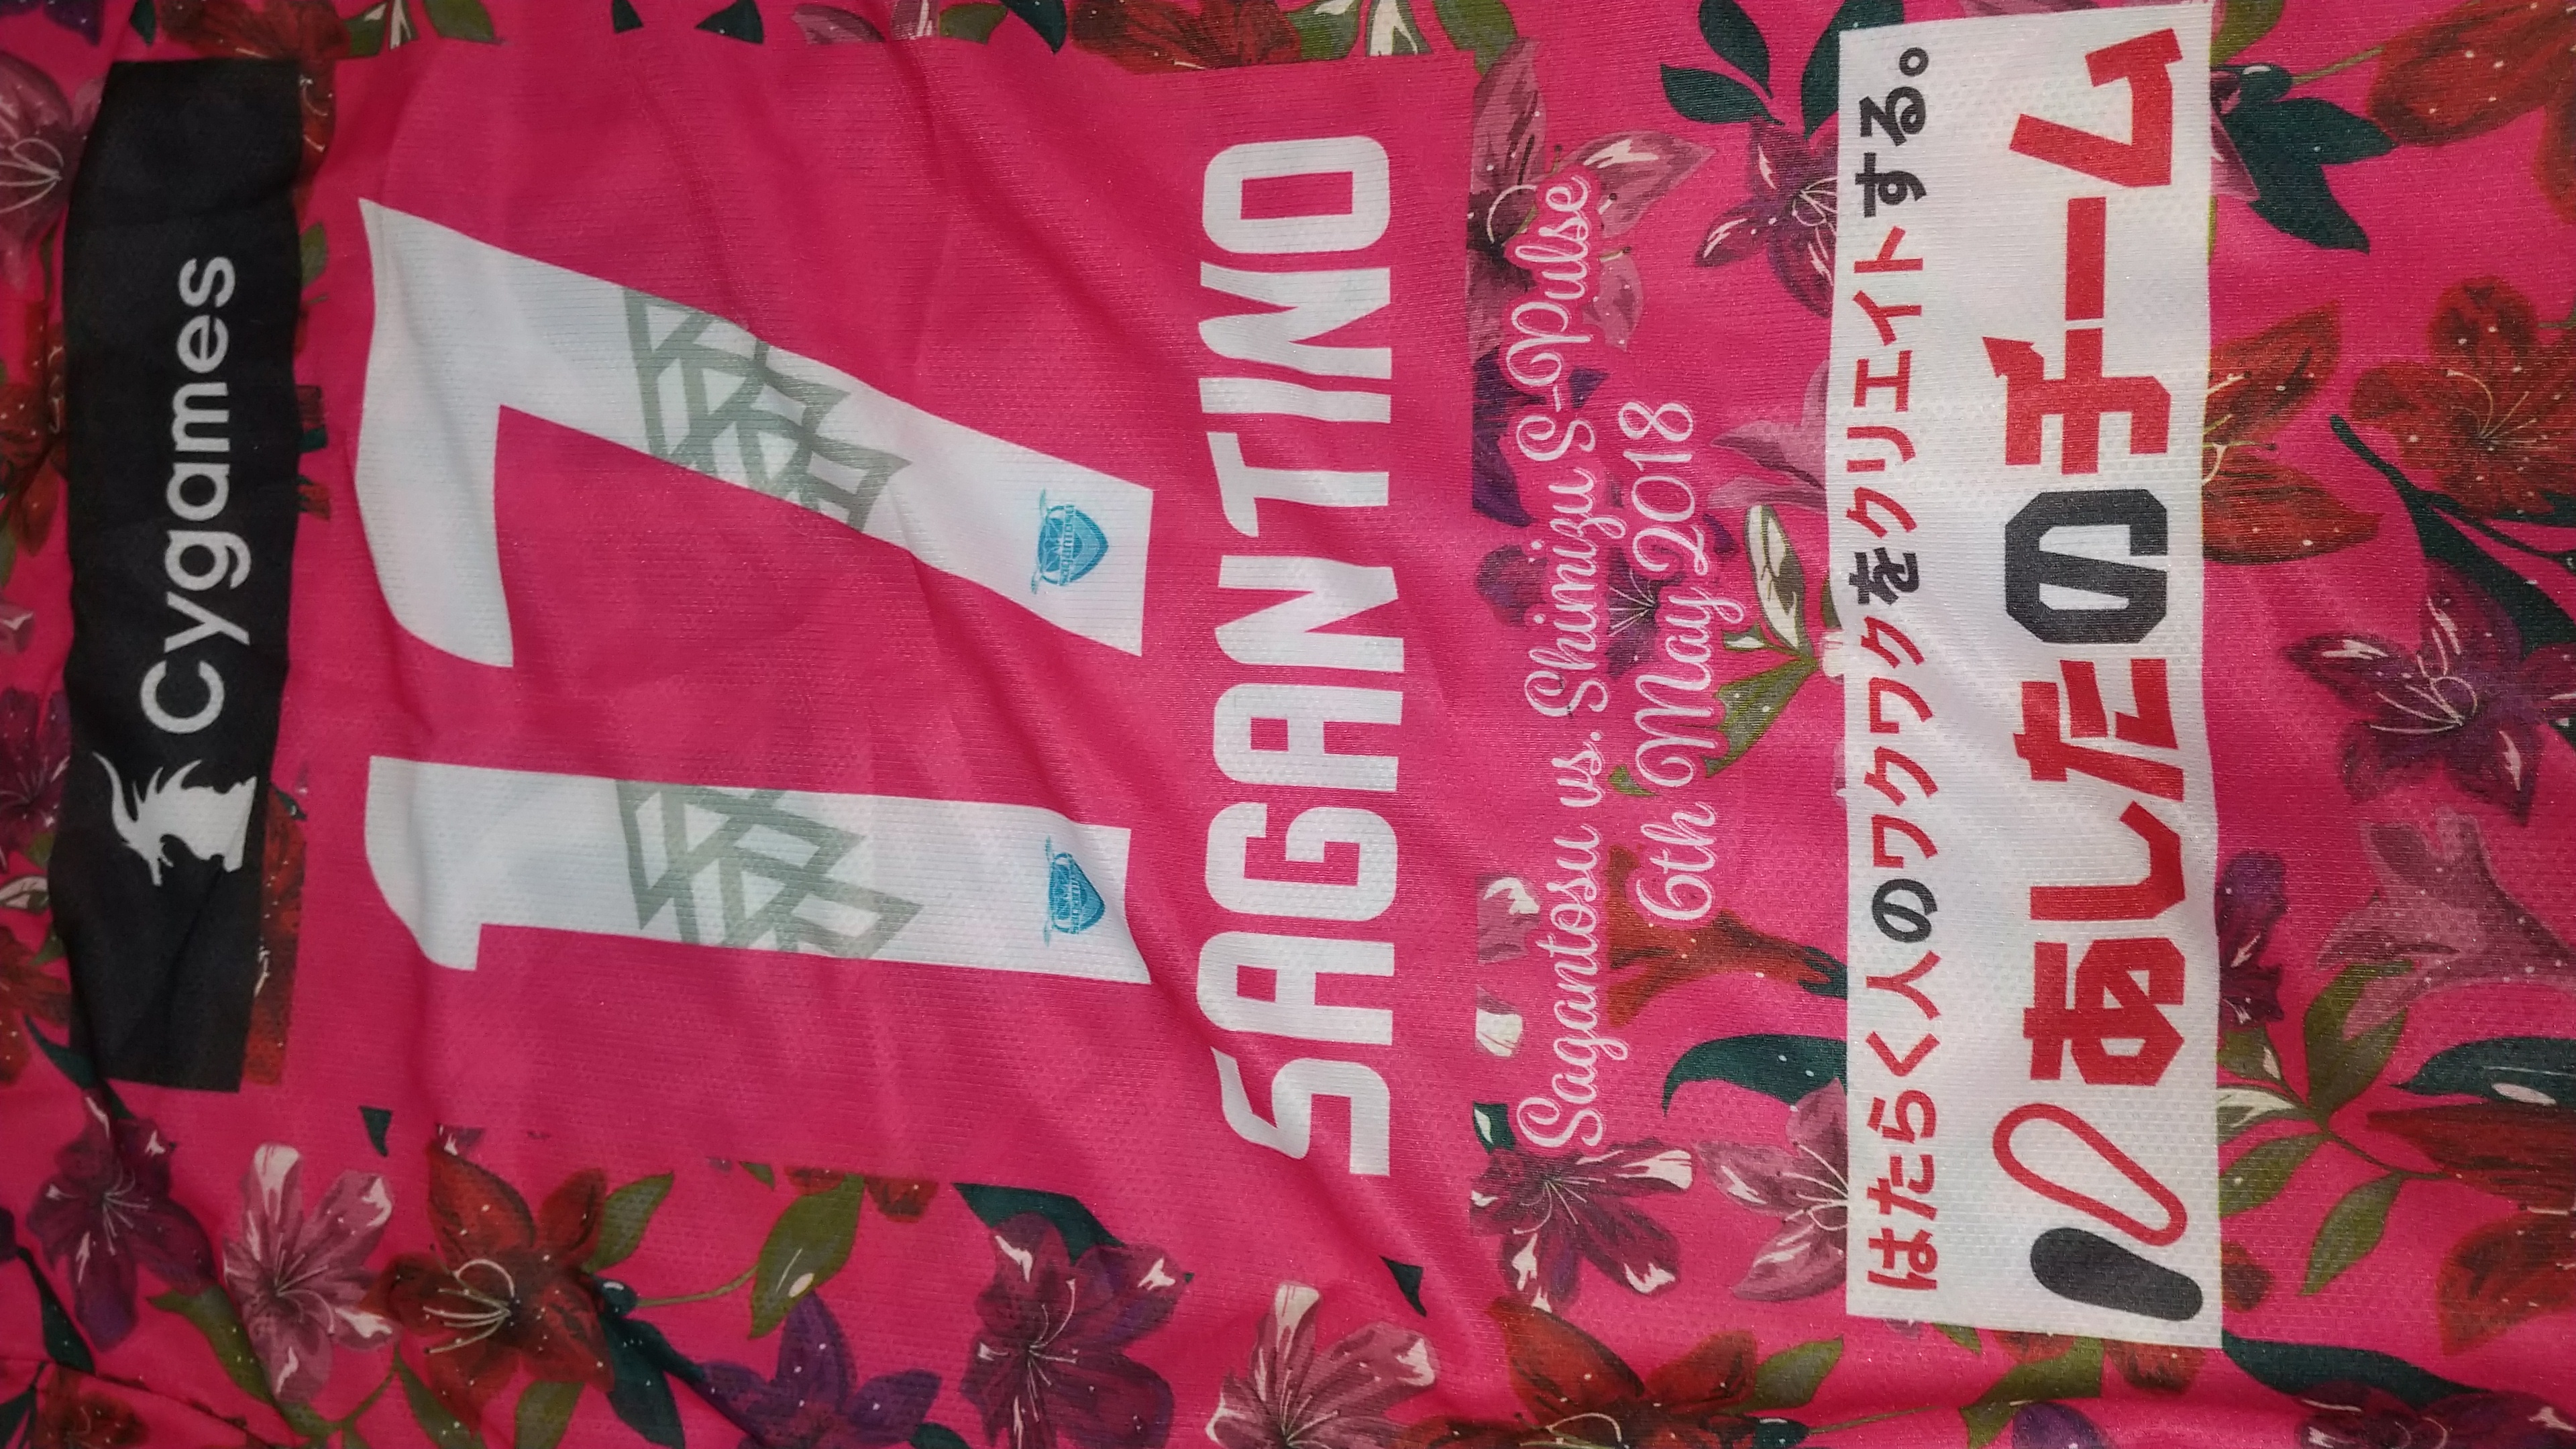 Cygames
17
SAGANTINO
Sagantosu vs. Shimizu S-Pulse
6th May 2018
はたらく人のワクワクをクリエイトする。
あしたのチーム